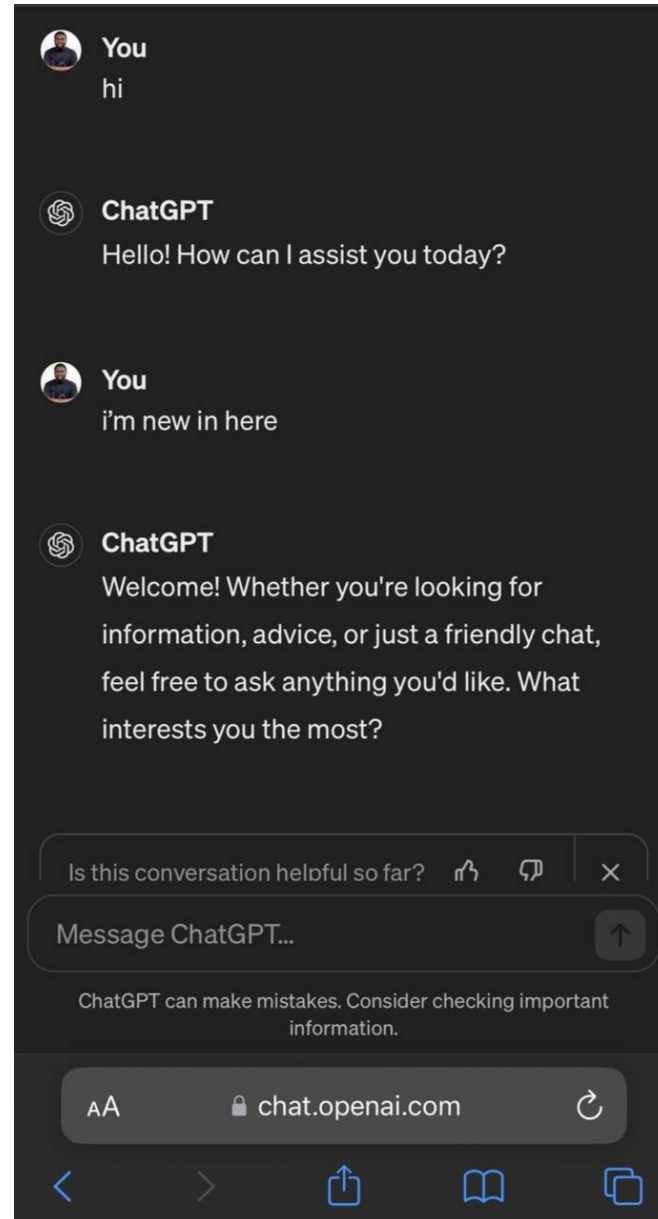 You
hi
ChatGPT
Hello! How can I assist you today?
You
i’m new in here
ChatGPT
Welcome! Whether you're looking for
information, advice, or just a friendly chat,
feel free to ask anything you'd like. What
interests you the most?
Is this conversation helpful so far?
Message ChatGPT...
ChatGPT can make mistakes. Consider checking important
information.
AA chat.openai.com